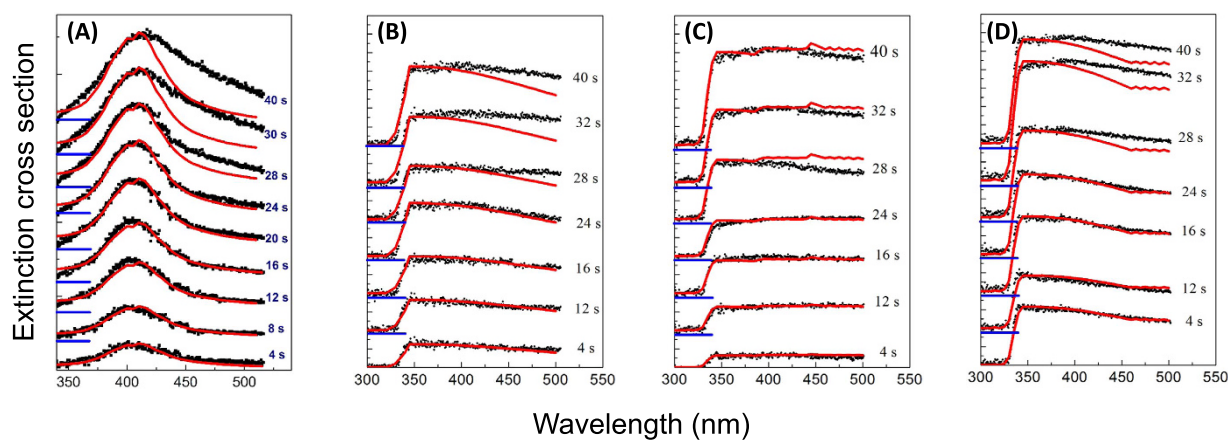 Extinction cross section
(A)
40 s
30 s
28 s
24 s
20 s
16 s
12 s
8 s
4 s
350 400 450 500
(B)
40 s
32 s
28 s
24 s
16 s
12 s
4 s
300 350 400 450 500 550
(C)
40 s
32 s
28 s
24 s
16 s
12 s
4 s
300 350 400 450 500 550
(D)
40 s
32 s
28 s
24 s
16 s
12 s
4 s
300 350 400 450 500 550
Wavelength (nm)